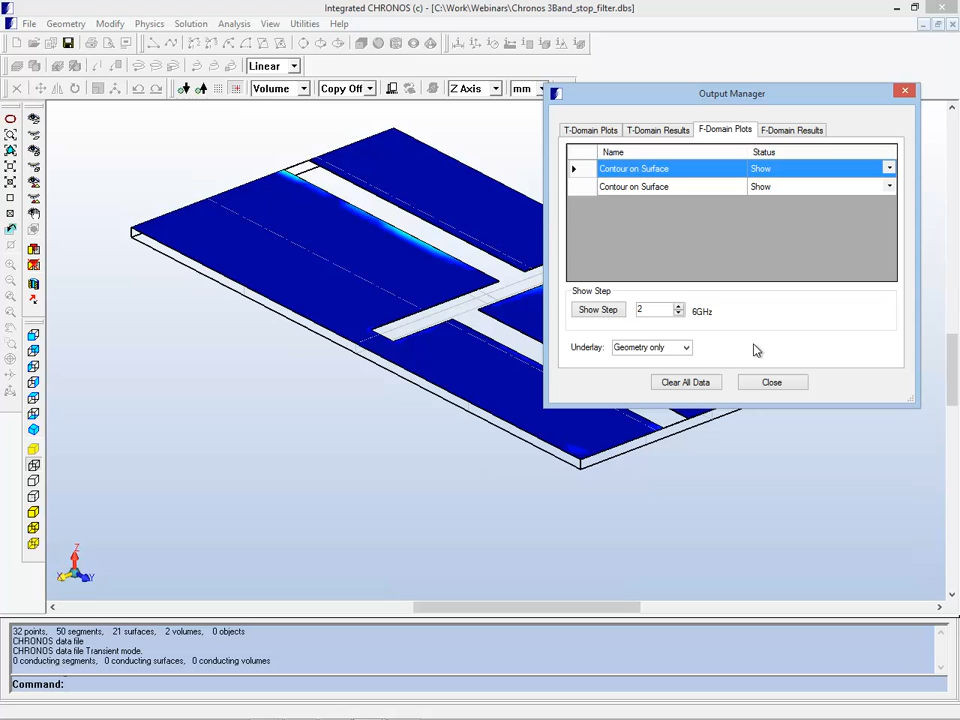 Integrated CHRONOS (c) - [C:\Work\Webinars\Chronos 3Band_stop_filter.dbs]
File Geometry Modify Physics Solution Analysis View Utilities Help
Linear
Volume Copy Off Z Axis mm
Output Manager
T-Domain Plots T-Domain Results F-Domain Plots F-Domain Results
Name Status
Contour on Surface Show
Contour on Surface Show
Show Step
Show Step 2 6GHz
Underlay: Geometry only
Clear All Data Close
Z
X Y
32 points, 50 segments, 21 surfaces, 2 volumes, 0 objects
CHRONOS data file
CHRONOS data file Transient mode.
0 conducting segments, 0 conducting surfaces, 0 conducting volumes
Command: